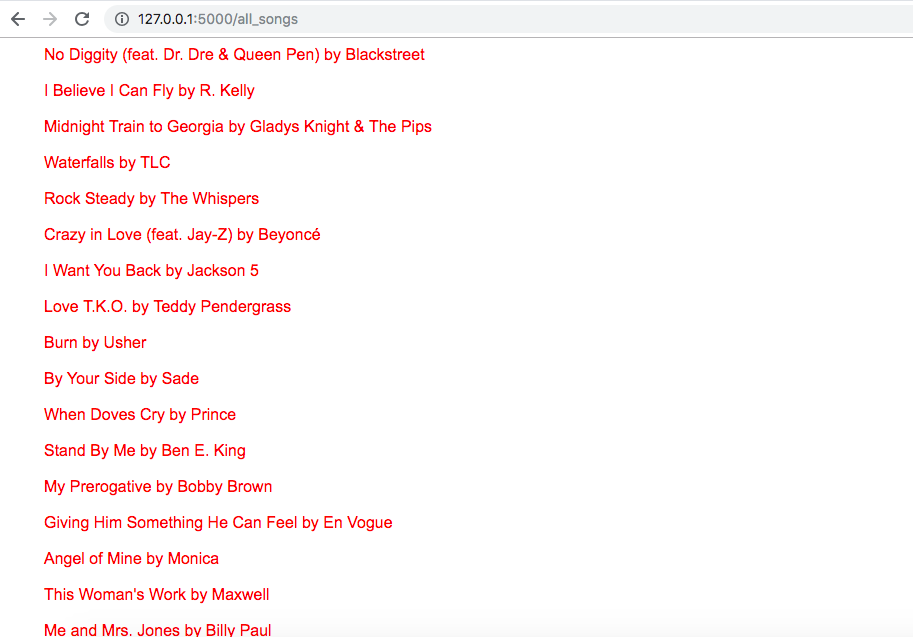 127.0.0.1:5000/all_songs
No Diggity (feat. Dr. Dre & Queen Pen) by Blackstreet
I Believe I Can Fly by R. Kelly
Midnight Train to Georgia by Gladys Knight & The Pips
Waterfalls by TLC
Rock Steady by The Whispers
Crazy in Love (feat. Jay-Z) by Beyoncé
I Want You Back by Jackson 5
Love T.K.O. by Teddy Pendergrass
Burn by Usher
By Your Side by Sade
When Doves Cry by Prince
Stand By Me by Ben E. King
My Prerogative by Bobby Brown
Giving Him Something He Can Feel by En Vogue
Angel of Mine by Monica
This Woman's Work by Maxwell
Me and Mrs. Jones by Billy Paul